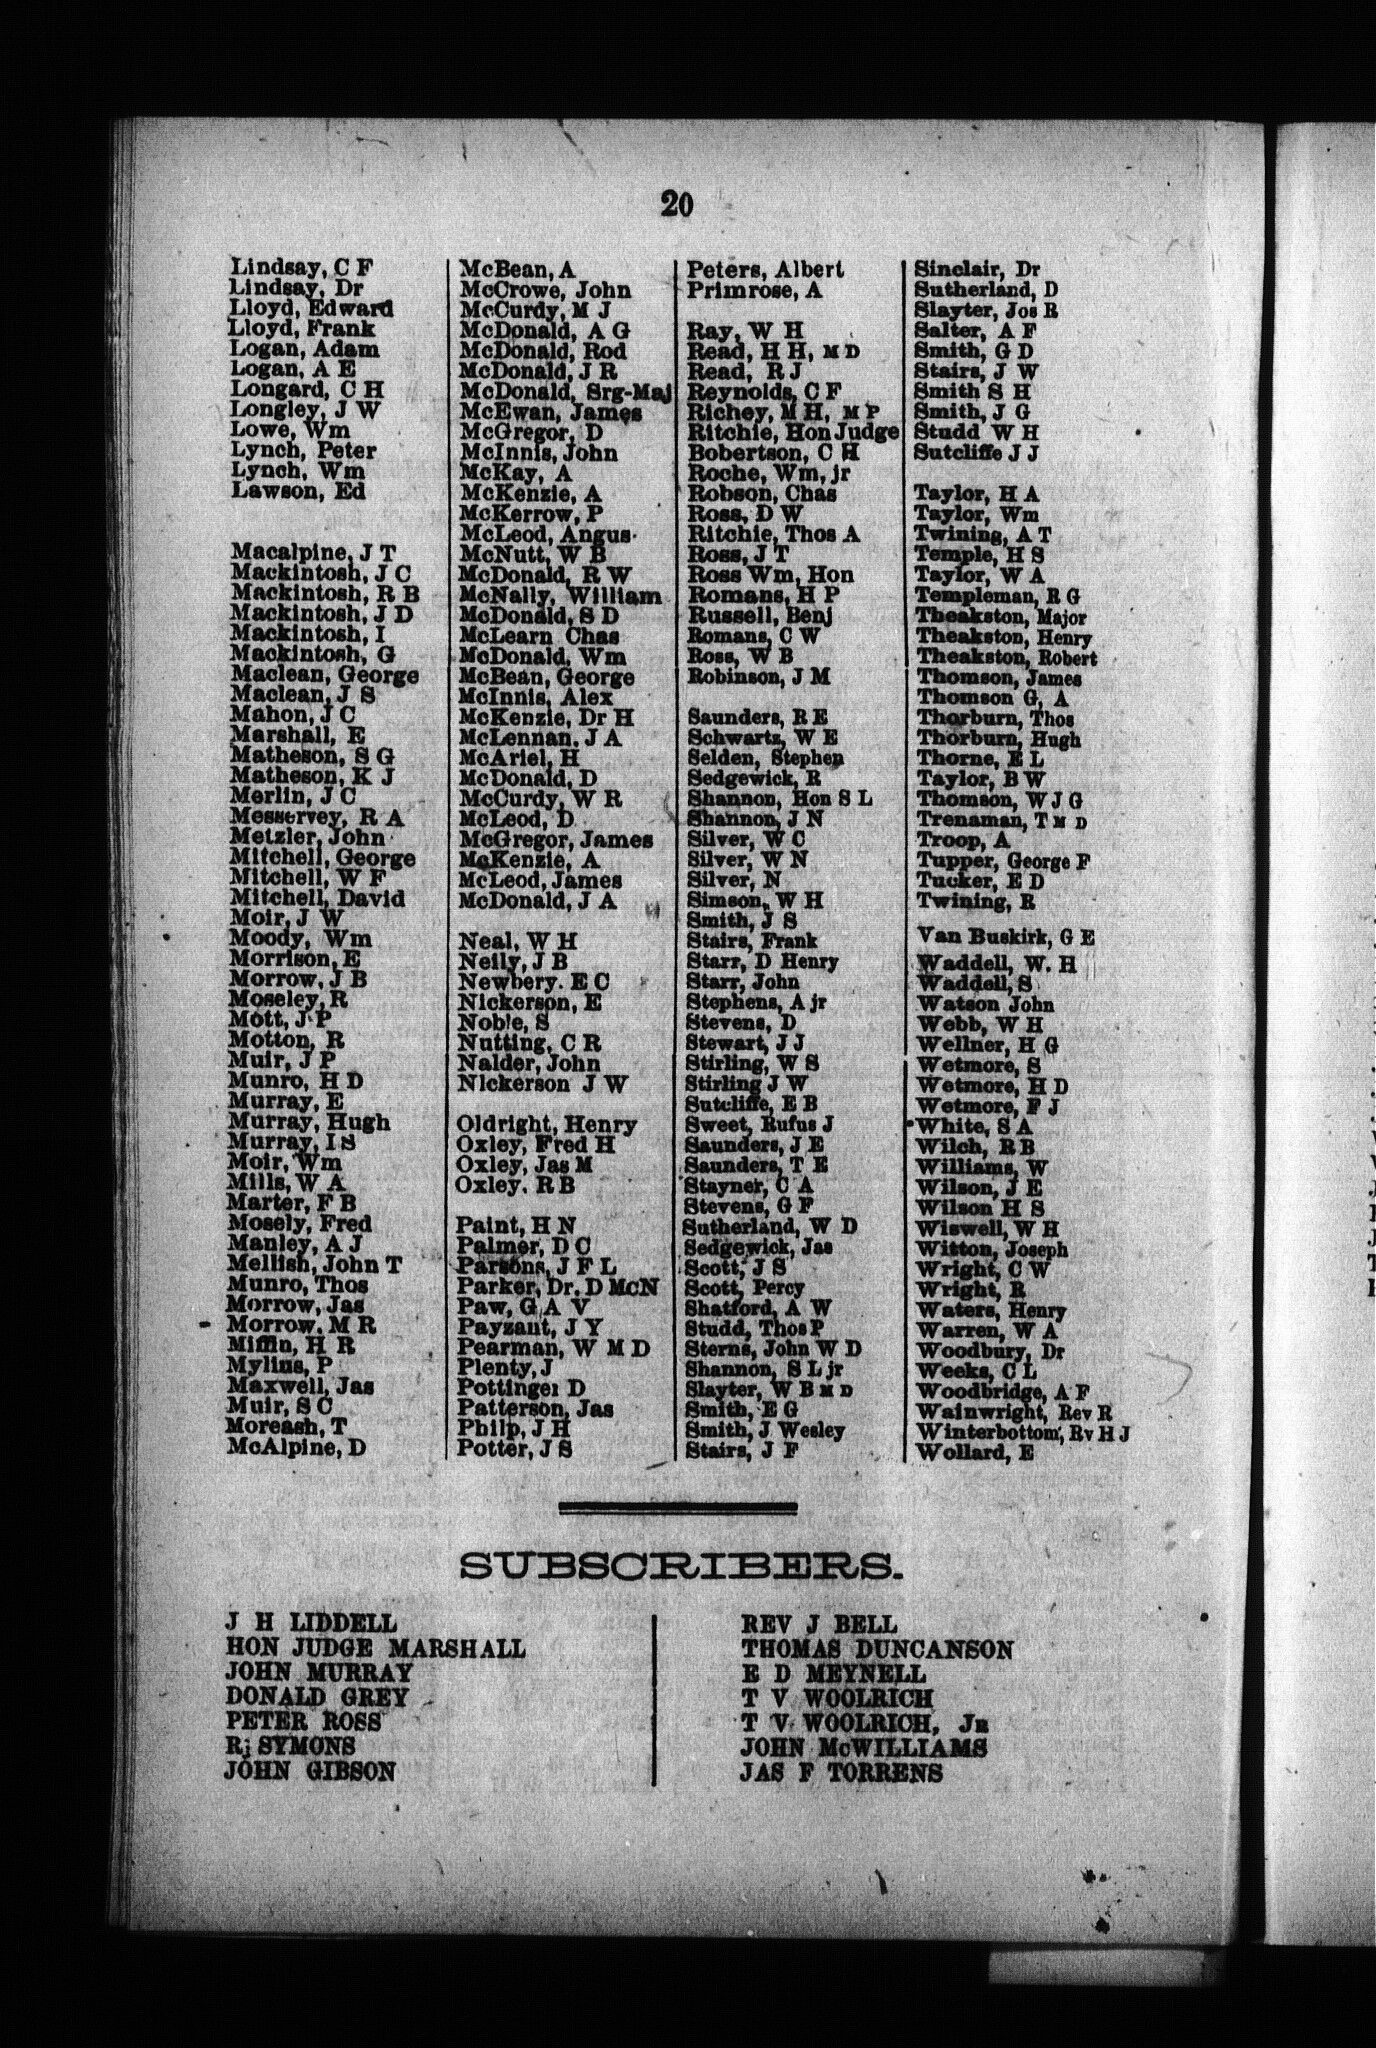 20
Lindsay, C F
Lindsay, Dr
Lloyd, Edward
Lloyd, Frank
Logan, Adam
Logan, A E
Longard, C H
Longley, J W
Lowe, Wm
Lynch, Peter
Lynch, Wm
Lawson, Ed
Macalpine, J T
Mackintosh, J C
Mackintosh, R B
Mackintosh, J D
Mackintosh, I
Mackintosh, G
Maclean, George
Maclean, J S
Mahon, J C
Marshall, E
Matheson, S G
Matheson, K J
Merlin, J C
Messervey, R A
Metzler, John
Mitchell, George
Mitchell, W F
Mitchell, David
Moir, J W
Moody, Wm
Morrison, E
Morrow, J B
Moseley, R
Mott, J P
Motton, R
Muir, J P
Munro, H D
Murray, E
Murray, Hugh
Murray, I S
Moir, Wm
Mills, W A
Marter, F B
Mosely, Fred
Manley, A J
Mellish, John T
Munro, Thos
Morrow, Jas
Morrow, M R
Miffin, H R
Mylius, P
Maxwell, Jas
Muir, S C
Moreash, T
McAlpine, D
McBean, A
McCrowe, John
McCurdy, M J
McDonald, A G
McDonald, Rod
McDonald, J R
McDonald, Srg-Maj
McEwan, James
McGregor, D
McInnis, John
McKay, A
McKenzie, A
McKerrow, P
McLeod, Angus
McNutt, W B
McDonald, R W
McNally, William
McDonald, S D
McLearn Chas
McDonald, Wm
McBean, George
McInnis, Alex
McKenzie, Dr H
McLennan, J A
McAriel, H
McDonald, D
McCurdy, W R
McLeod, D
McGregor, James
McKenzie, A
McLeod, James
McDonald, J A
Neal, W H
Neily, J B
Newbery. E C
Nickerson, E
Noble, S
Nutting, C R
Nalder, John
Nickerson J W
Oldright, Henry
Oxley, Fred H
Oxley, Jas M
Oxley. R B
Paint, H N
Palmer, D C
Parsons, J F L
Parker, Dr. D McN
Paw, G A V
Payzant, J Y
Pearman, W M D
Plenty, J
Pottinger D
Patterson, Jas
Philp, J H
Potter, J S
Peters, Albert
Primrose, A
Ray, W H
Read, H H, M D
Read, R J
Reynolds, C F
Richey, M H, M P
Ritchie, Hon Judge
Bobertson, C H
Roche, Wm, jr
Robson, Chas
Ross, D W
Ritchie, Thos A
Ross, J T
Ross Wm, Hon
Romans, H P
Russell, Benj
Romans, C W
Ross, W B
Robinson, J M
Saunders, R E
Schwartz, W E
Selden, Stephen
Sedgewick, R
Shannon, Hon S L
Shannon, J N
Silver, W C
Silver, W N
Silver, N
Simson, W H
Smith, J S
Stairs, Frank
Starr, D Henry
Starr, John
Stephens, A jr
Stevens, D
Stewart, J J
Stirling, W S
Stirling J W
Sutcliffe, E B
Sweet, Rufus J
Saunders, J E
Saunders, T E
Stayner, C A
Stevens, G F
Sutherland, W D
Sedgewick, Jas
Scott, J S
Scott, Percy
Shatford, A W
Studd, Thos P
Sterns, John W D
Shannon, S L jr
Slayter, W B M D
Smith, E G
Smith, J Wesley
Stairs, J F
Sinclair, Dr
Sutherland, D
Slayter, Jos R
Salter, A F
Smith, G D
Stairs, J W
Smith S H
Smith, J G
Studd W H
Sutcliffe J J
Taylor, H A
Taylor, Wm
Twining, A T
Temple, H S
Taylor, W A
Templeman, R G
Theakston, Major
Theakston, Henry
Theakston, Robert
Thomson, James
Thomson G, A
Thorburn, Thos
Thorburn, Hugh
Thorne, E L
Taylor, B W
Thomson, W J G
Trenaman, T M D
Troop, A
Tupper, George F
Tucker, E D
Twining, R
Van Buskirk, G E
Waddell, W. H
Waddell, S
Watson John
Webb, W H
Wellner, H G
Wetmore, S
Wetmore, H D
Wetmore, F J
White, S A
Wilch, R B
Williams, W
Wilson, J E
Wilson H S
Wiswell, W H
Witton, Joseph
Wright, C W
Wright, R
Waters, Henry
Warren, W A
Woodbury, Dr
Weeks, C L
Woodbridge, A F
Wainwright, Rev R
Winterbottom, Rv H J
Wollard, E
SUBSCRIBERS.
J H LIDDELL
HON JUDGE MARSHALL
JOHN MURRAY
DONALD GREY
PETER ROSS
R SYMONS
JOHN GIBSON
REV J BELL
THOMAS DUNCANSON
E D MEYNELL
T V WOOLRICH
T V WOOLRICH, JR
JOHN McWILLIAMS
JAS F TORRENS